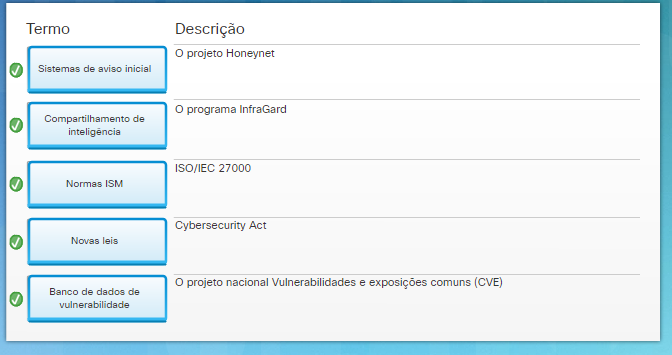 Termo Descrição
Sistemas de aviso inicial O projeto Honeynet
Compartilhamento de
inteligência
O programa InfraGard
Normas ISM ISO/IEC 27000
Novas leis Cybersecurity Act
Banco de dados de
vulnerabilidade
O projeto nacional Vulnerabilidades e exposições comuns (CVE)